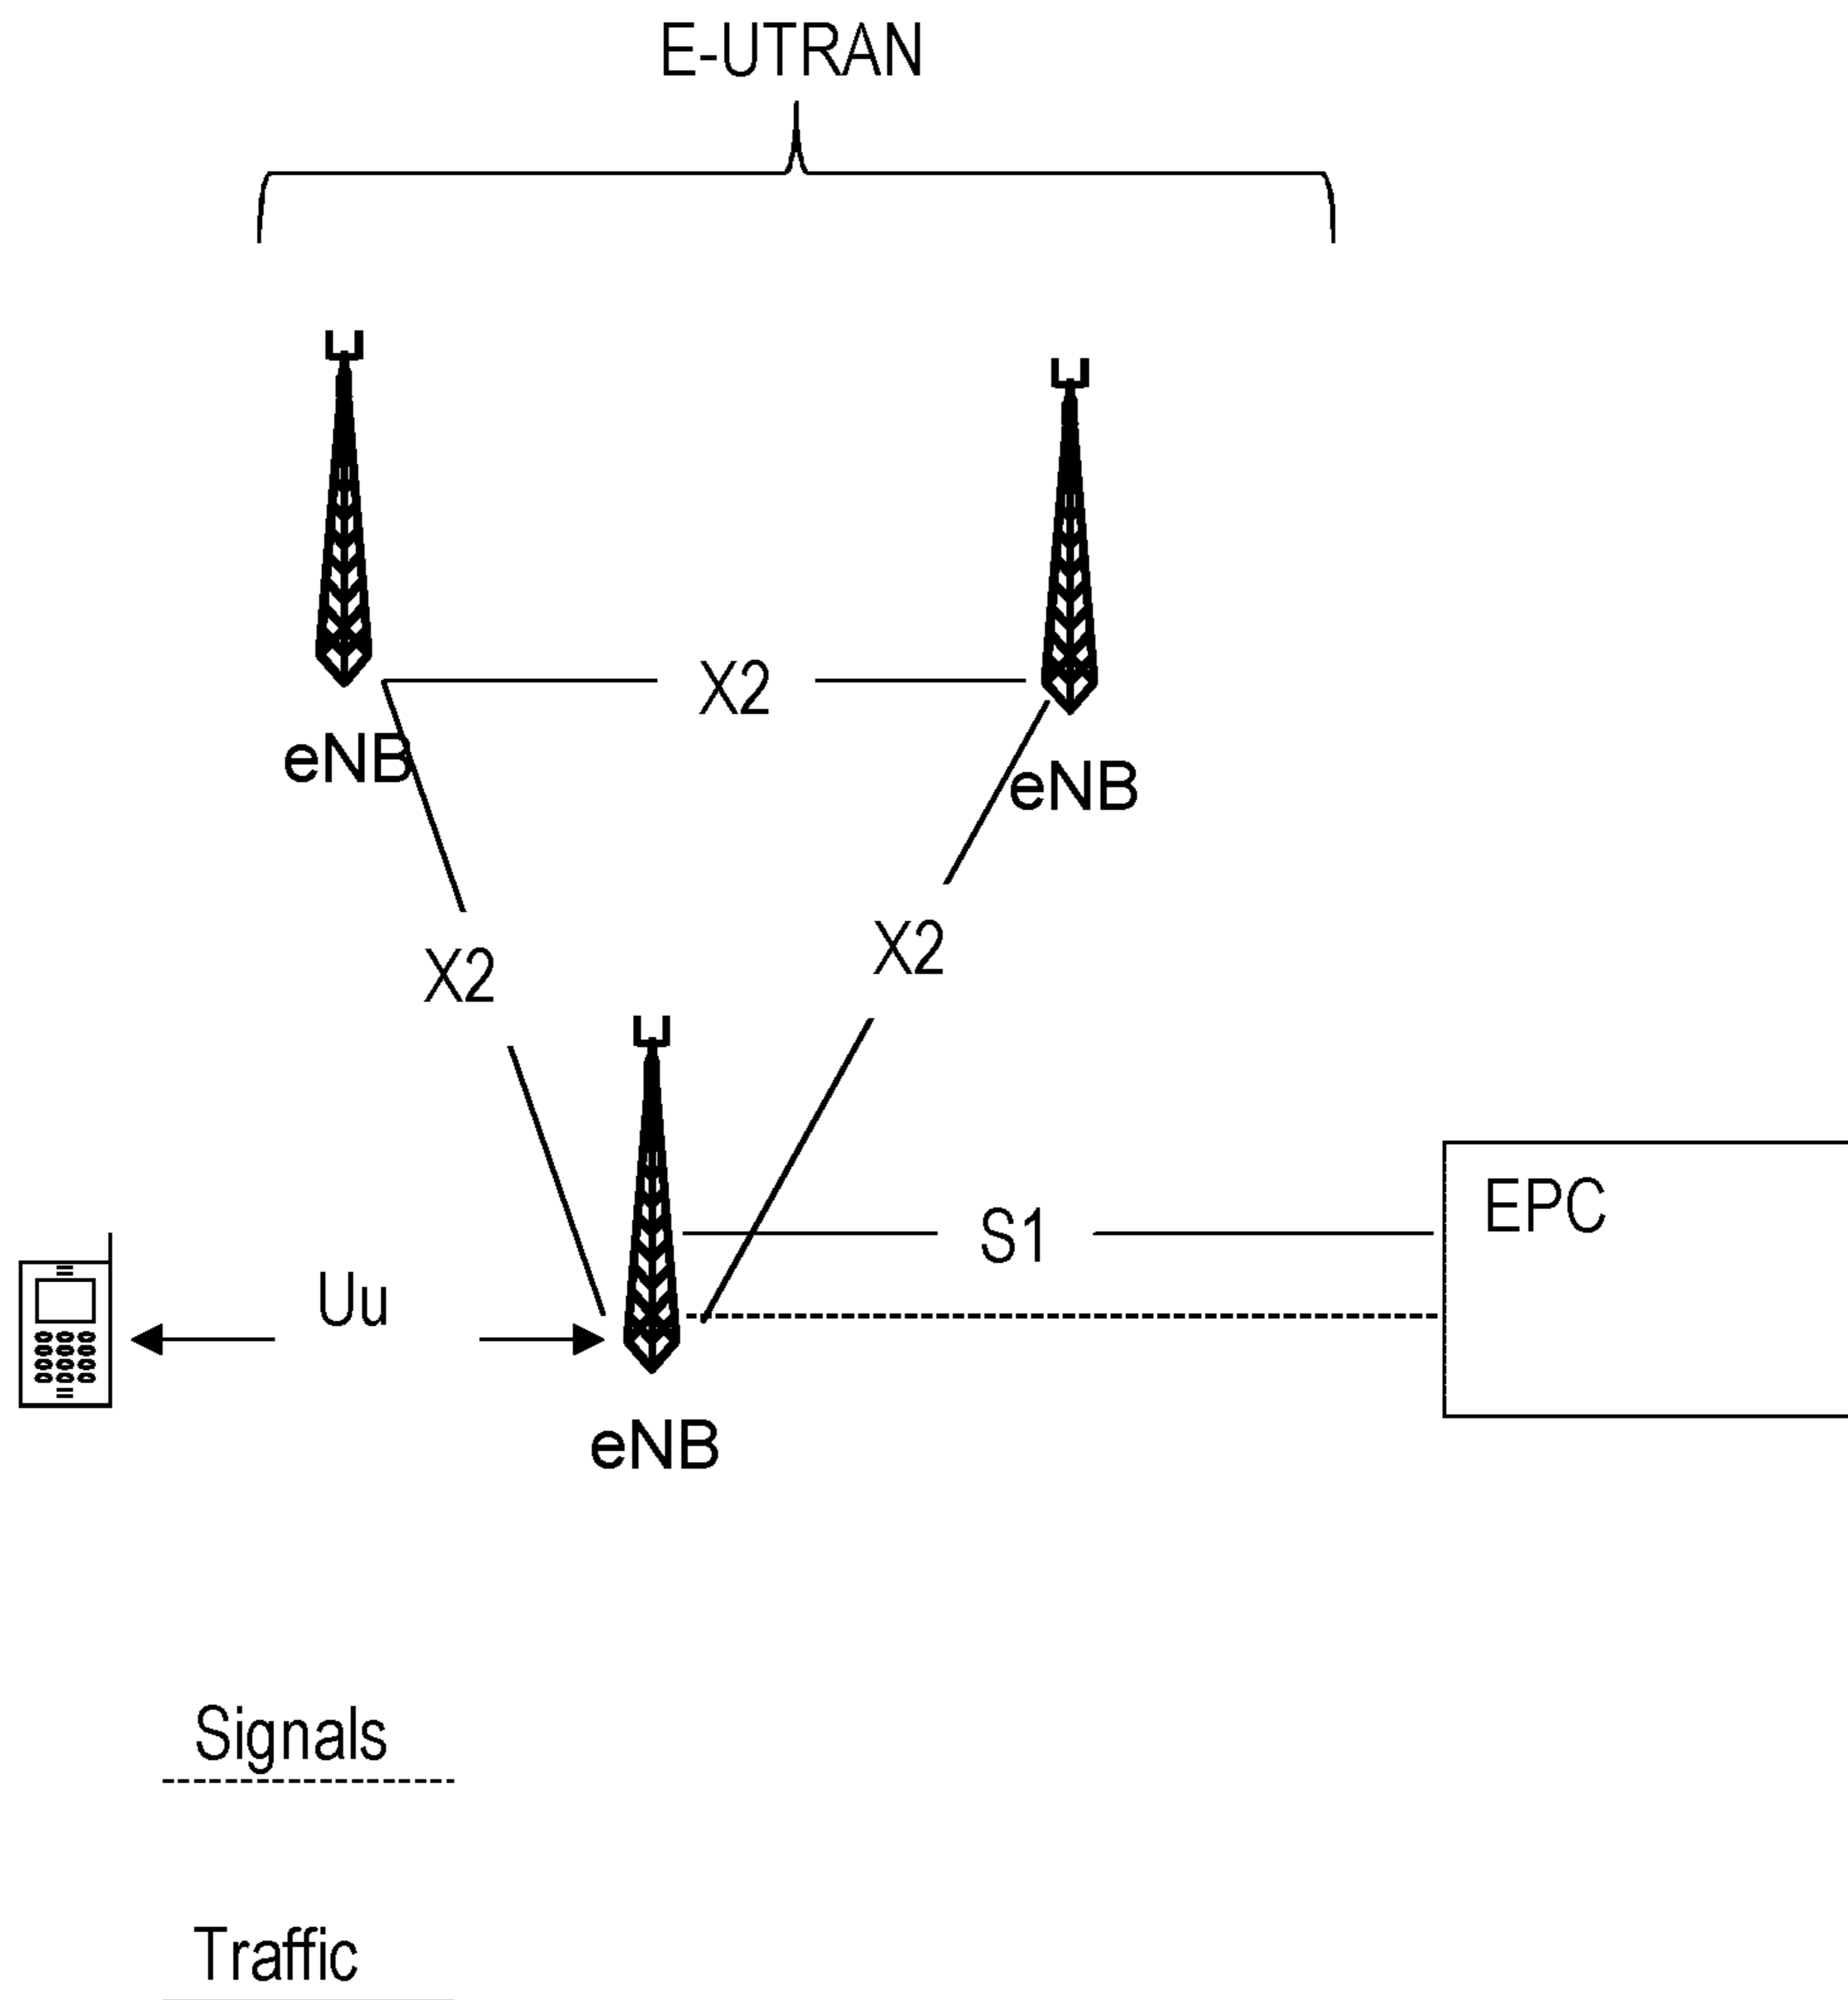 E-UTRAN
X2
eNB
eNB
X2
X2
S1
EPC
Uu
eNB
Signals
Traffic